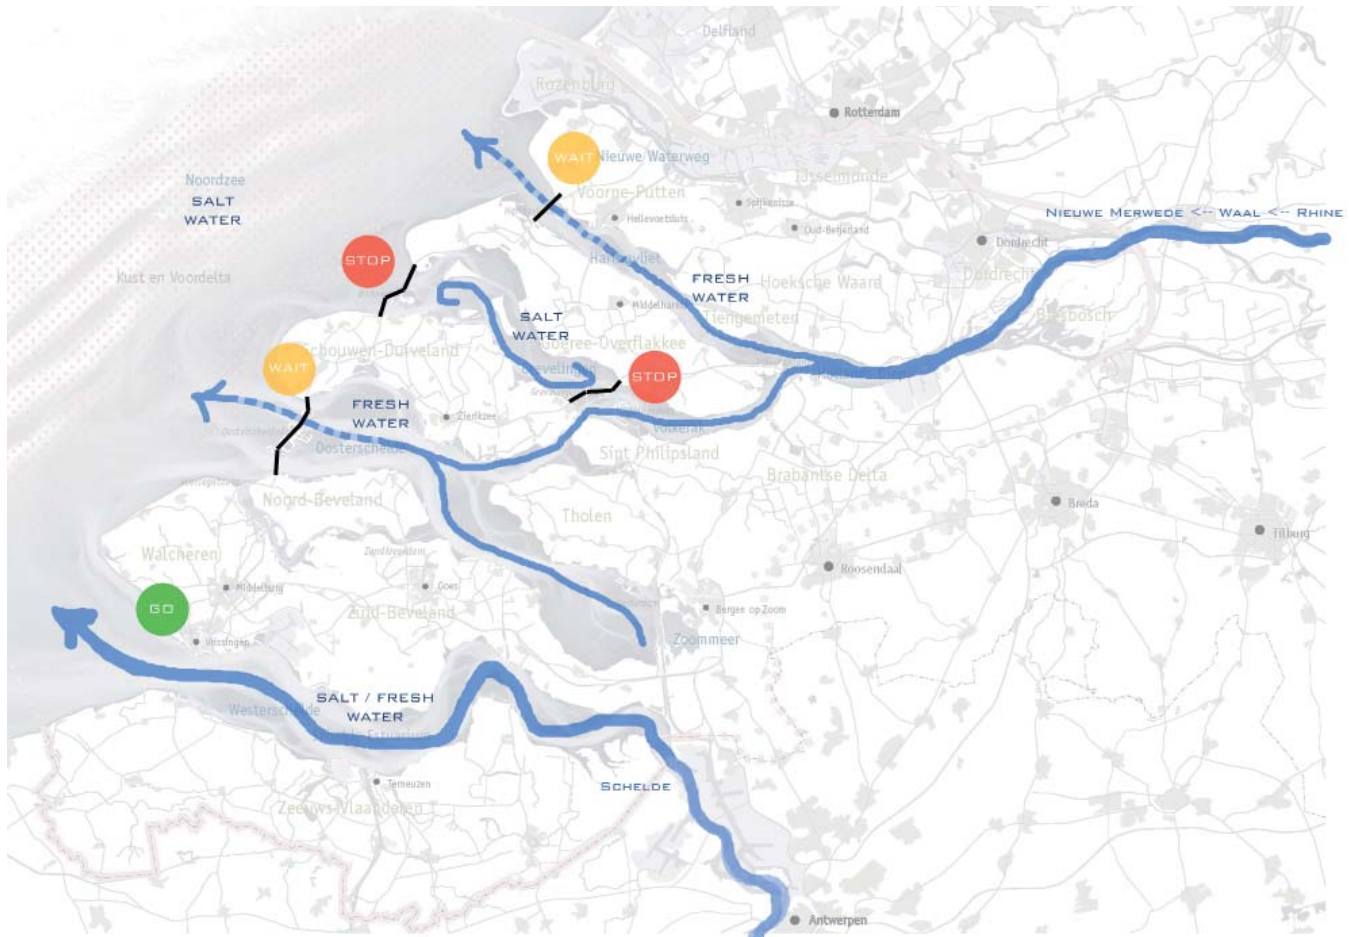 Delfland
Rozenburg
Rotterdam
WAIT
Nieuwe Waterweg
IJsselmonde
Noordzee
SALT
WATER
Voorne-Putten
Spijkenisse
Hellevoetsluis
Oud-Beijerland
NIEUWE MERWEDE <-- WAAL <-- RHINE
Dordrecht
STOP
Haringvliet
Dordrecht
Kust en Voordelta
FRESH
WATER
Hoeksche Waard
Middelharnis
Tiengemeten
Biesbosch
SALT
WATER
Goeree-Overflakkee
Schouwen-Duiveland
WAIT
Grevelingen
STOP
FRESH
WATER
Zierikzee
Volkerak
Oosterschelde
Sint Philipsland
Brabantse Delta
Noord-Beveland
Breda
Tholen
Tilburg
Walcheren
Roosendaal
Middelburg
Goes
GO
Zuid-Beveland
Bergen op Zoom
Vlissingen
Zoommeer
SALT / FRESH
WATER
Westerschelde
Terneuzen
SCHELDE
Zeeuws-Vlaanderen
Antwerpen